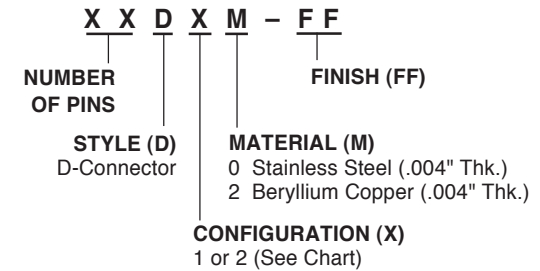 X X D X M – F F
NUMBER
OF PINS
FINISH (FF)
STYLE (D)
D-Connector
MATERIAL (M)
0 Stainless Steel (.004" Thk.)
2 Beryllium Copper (.004" Thk.)
CONFIGURATION (X)
1 or 2 (See Chart)